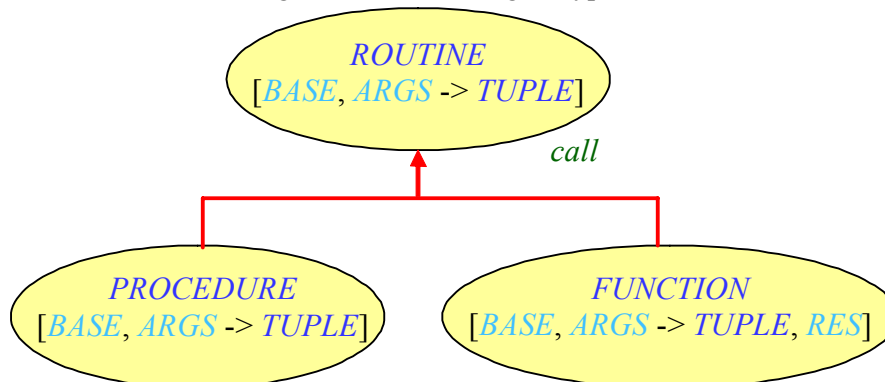 ROUTINE
[BASE, ARGS -> TUPLE]
call
PROCEDURE
[BASE, ARGS -> TUPLE]
FUNCTION
[BASE, ARGS -> TUPLE, RES]